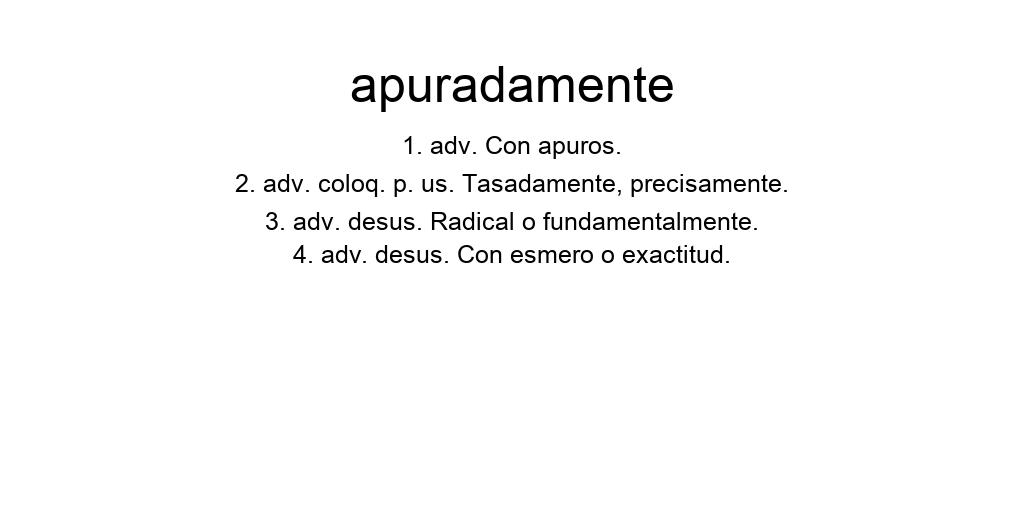 apuradamente
1. adv. Con apuros.
2. adv. coloq. p. us. Tasadamente, precisamente.
3. adv. desus. Radical o fundamentalmente.
4. adv. desus. Con esmero o exactitud.